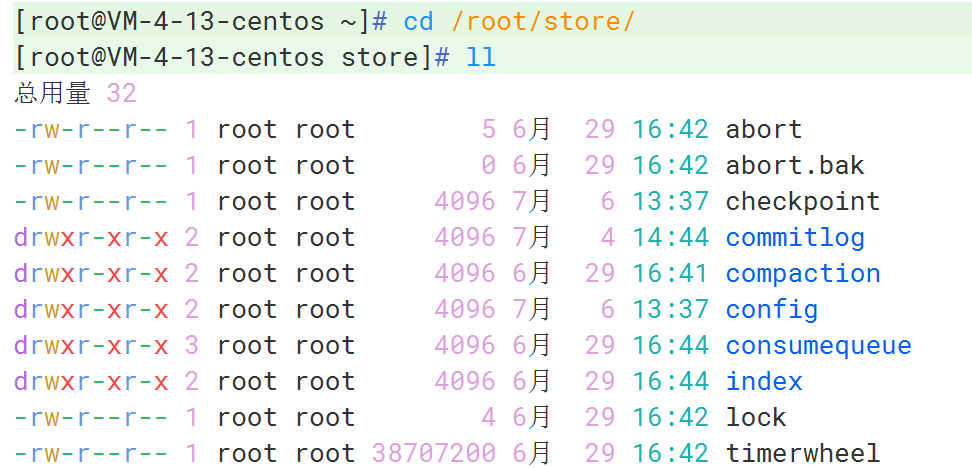 [root@VM-4-13-centos ~]# cd /root/store/
[root@VM-4-13-centos store]# ll
总用量 32
-rw-r--r-- 1 root root 5 6月 29 16:42 abort
-rw-r--r-- 1 root root 0 6月 29 16:42 abort.bak
-rw-r--r-- 1 root root 4096 7月 6 13:37 checkpoint
drwxr-xr-x 2 root root 4096 7月 4 14:44 commitlog
drwxr-xr-x 2 root root 4096 6月 29 16:41 compaction
drwxr-xr-x 2 root root 4096 7月 6 13:37 config
drwxr-xr-x 3 root root 4096 6月 29 16:44 consumequeue
drwxr-xr-x 2 root root 4096 6月 29 16:44 index
-rw-r--r-- 1 root root 4 6月 29 16:42 lock
-rw-r--r-- 1 root root 38707200 6月 29 16:42 timerwheel